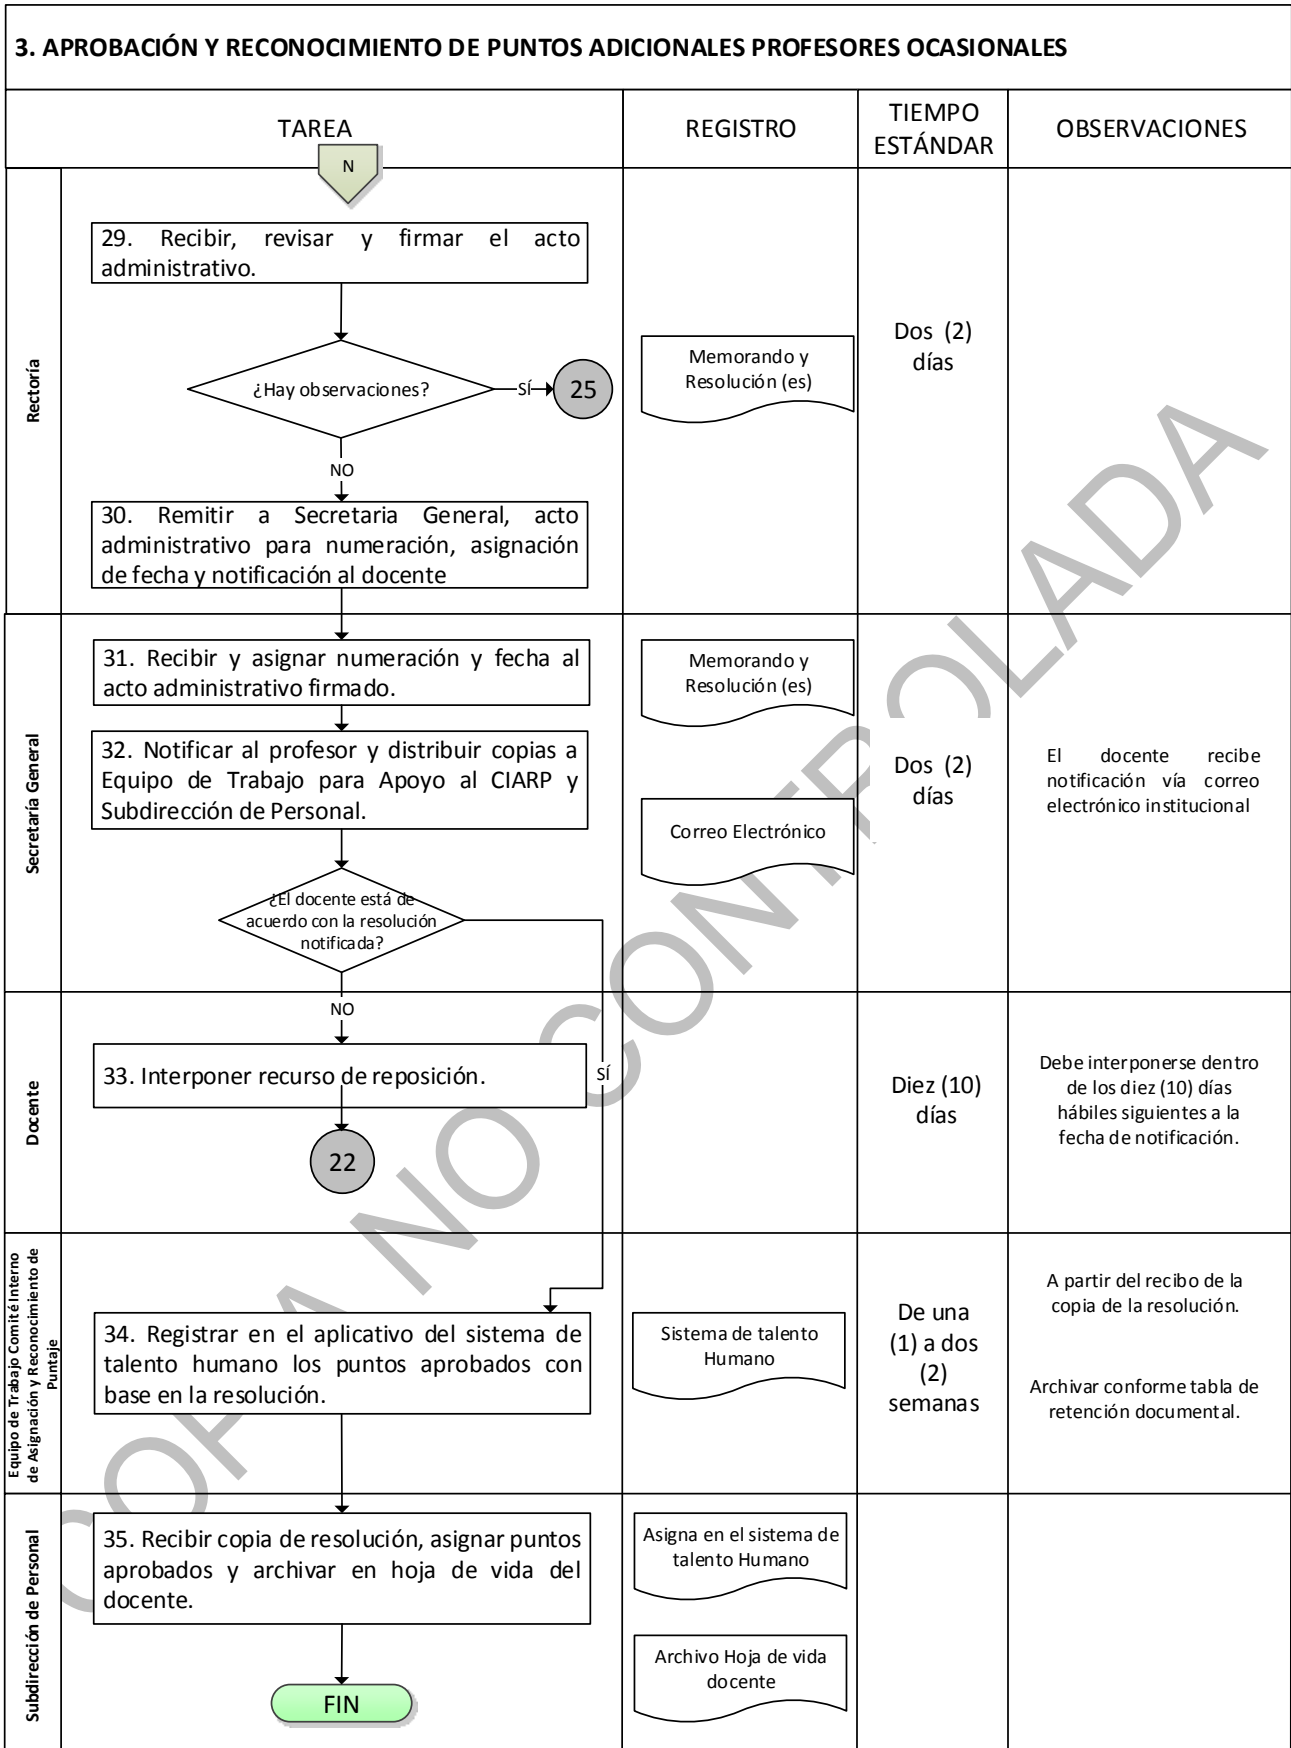 3. APROBACIÓN Y RECONOCIMIENTO DE PUNTOS ADICIONALES PROFESORES OCASIONALES
TAREA
REGISTRO
TIEMPO
ESTÁNDAR
OBSERVACIONES
N
Rectoría
29. Recibir, revisar y firmar el acto
administrativo.
¿Hay observaciones?
SÍ
25
NO
30. Remitir a Secretaria General, acto
administrativo para numeración, asignación
de fecha y notificación al docente
Memorando y
Resolución (es)
Dos (2)
días
Secretaría General
31. Recibir y asignar numeración y fecha al
acto administrativo firmado.
32. Notificar al profesor y distribuir copias a
Equipo de Trabajo para Apoyo al CIARP y
Subdirección de Personal.
¿El docente está de
acuerdo con la resolución
notificada?
Memorando y
Resolución (es)
Correo Electrónico
Dos (2)
días
El docente recibe
notificación vía correo
electrónico institucional
Docente
NO
33. Interponer recurso de reposición.
SÍ
22
Diez (10)
días
Debe interponerse dentro
de los diez (10) días
hábiles siguientes a la
fecha de notificación.
Equipo de Trabajo Comité Interno
de Asignación y Reconocimiento de
Puntaje
34. Registrar en el aplicativo del sistema de
talento humano los puntos aprobados con
base en la resolución.
Sistema de talento
Humano
De una
(1) a dos
(2)
semanas
A partir del recibo de la
copia de la resolución.
Archivar conforme tabla de
retención documental.
Subdirección de Personal
35. Recibir copia de resolución, asignar puntos
aprobados y archivar en hoja de vida del
docente.
FIN
Asigna en el sistema de
talento Humano
Archivo Hoja de vida
docente
COPIA NO CONTROLADA